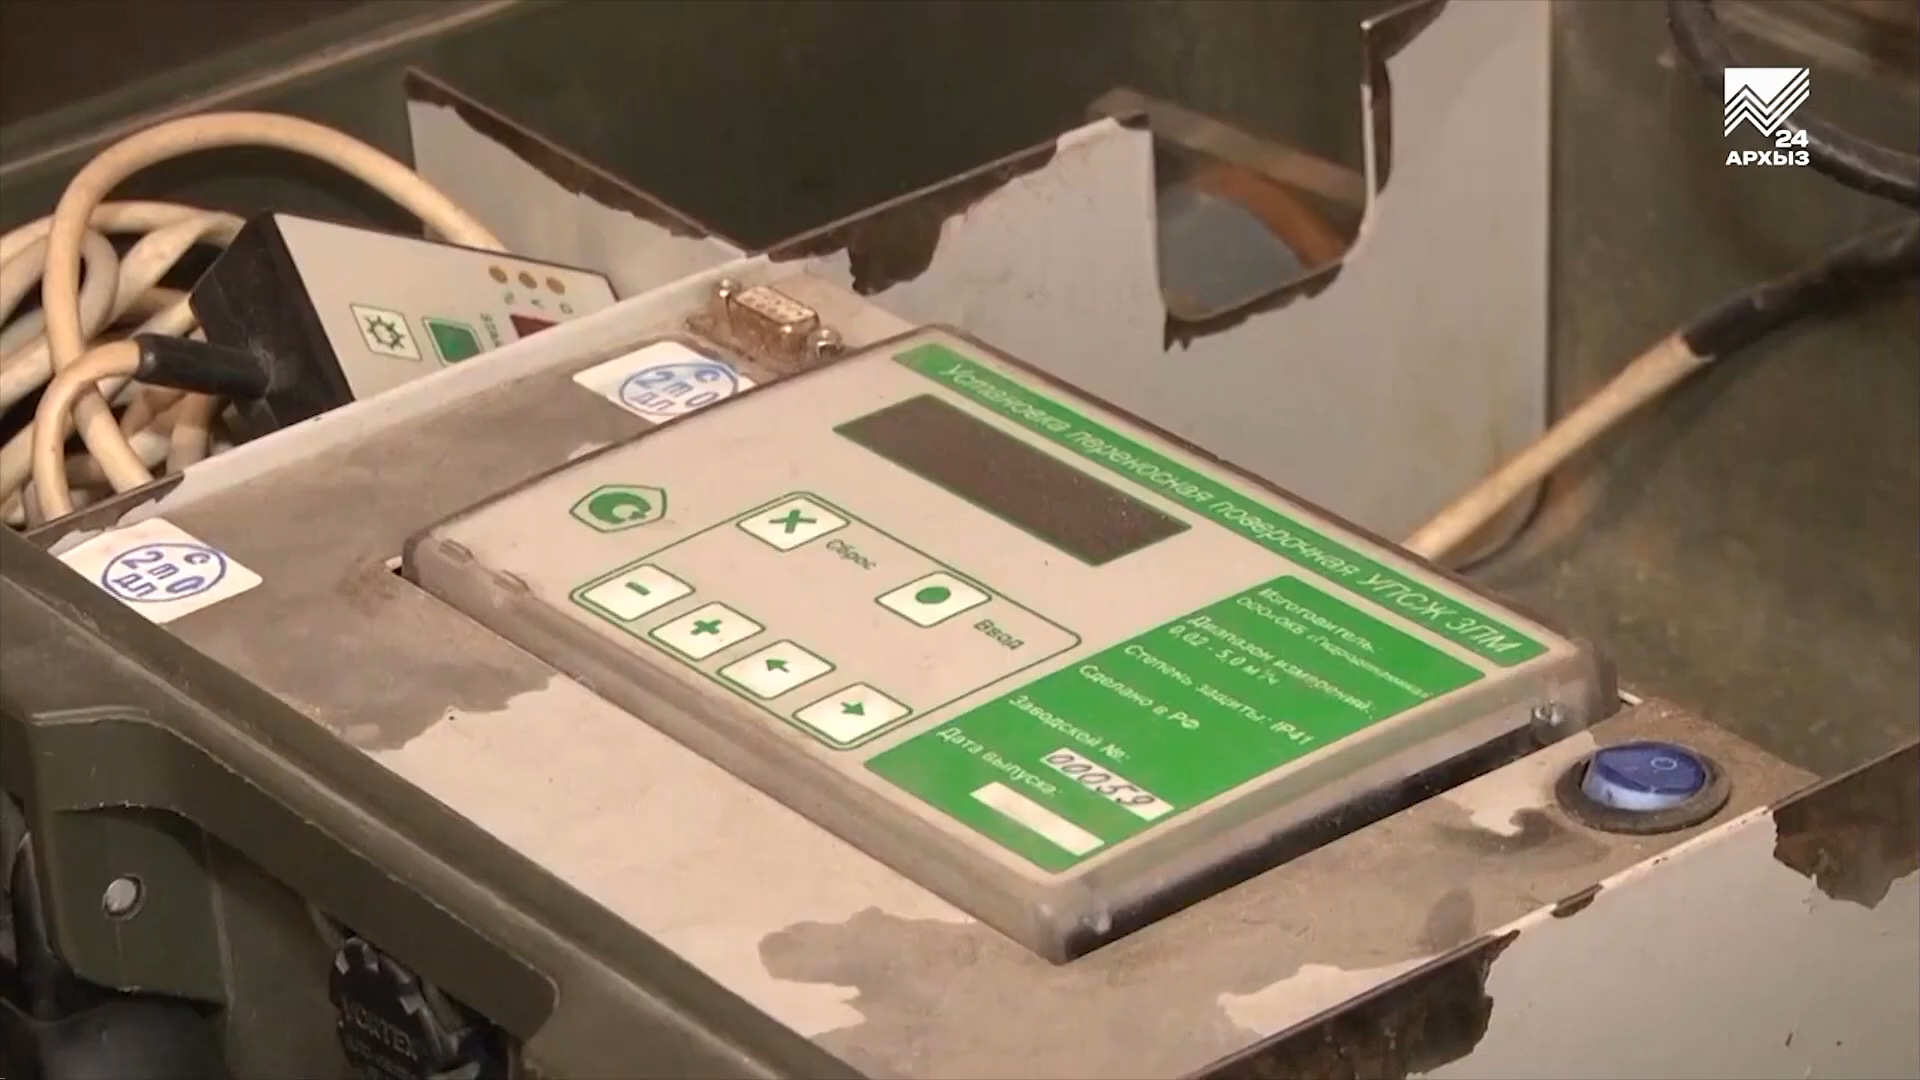 24
АРХЫЗ
Установка переносная поверочная УПСЖ 3ПМ
Сброс
Ввод
Изготовитель:
ООО «ОКБ «Гидродинамика»
Диапазон измерений:
0,02 - 5,0 м³/ч
Степень защиты: IP41
Сделано в РФ
Заводской №:
00059
Дата выпуска:
С
2 т 0
ДП
С
2 т 0
ДП
VORTEX